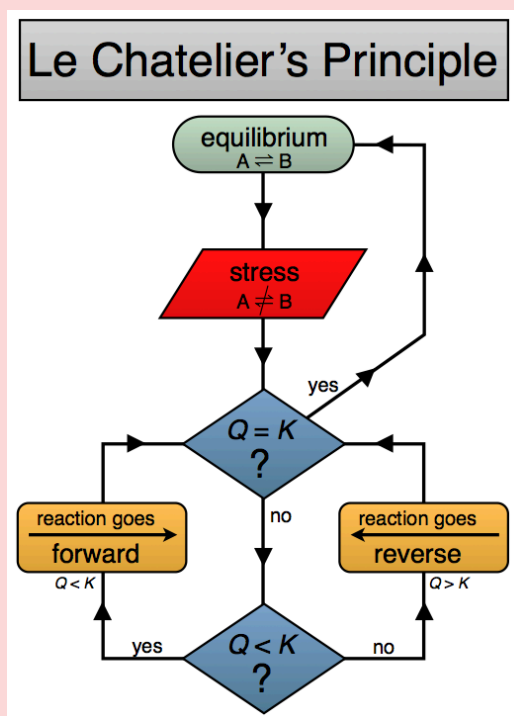 Le Chatelier's Principle
equilibrium
A ⇌ B
stress
A ⇌̸ B
yes
Q = K
?
no
reaction goes
forward
Q < K
reaction goes
reverse
Q > K
yes
Q < K
?
no